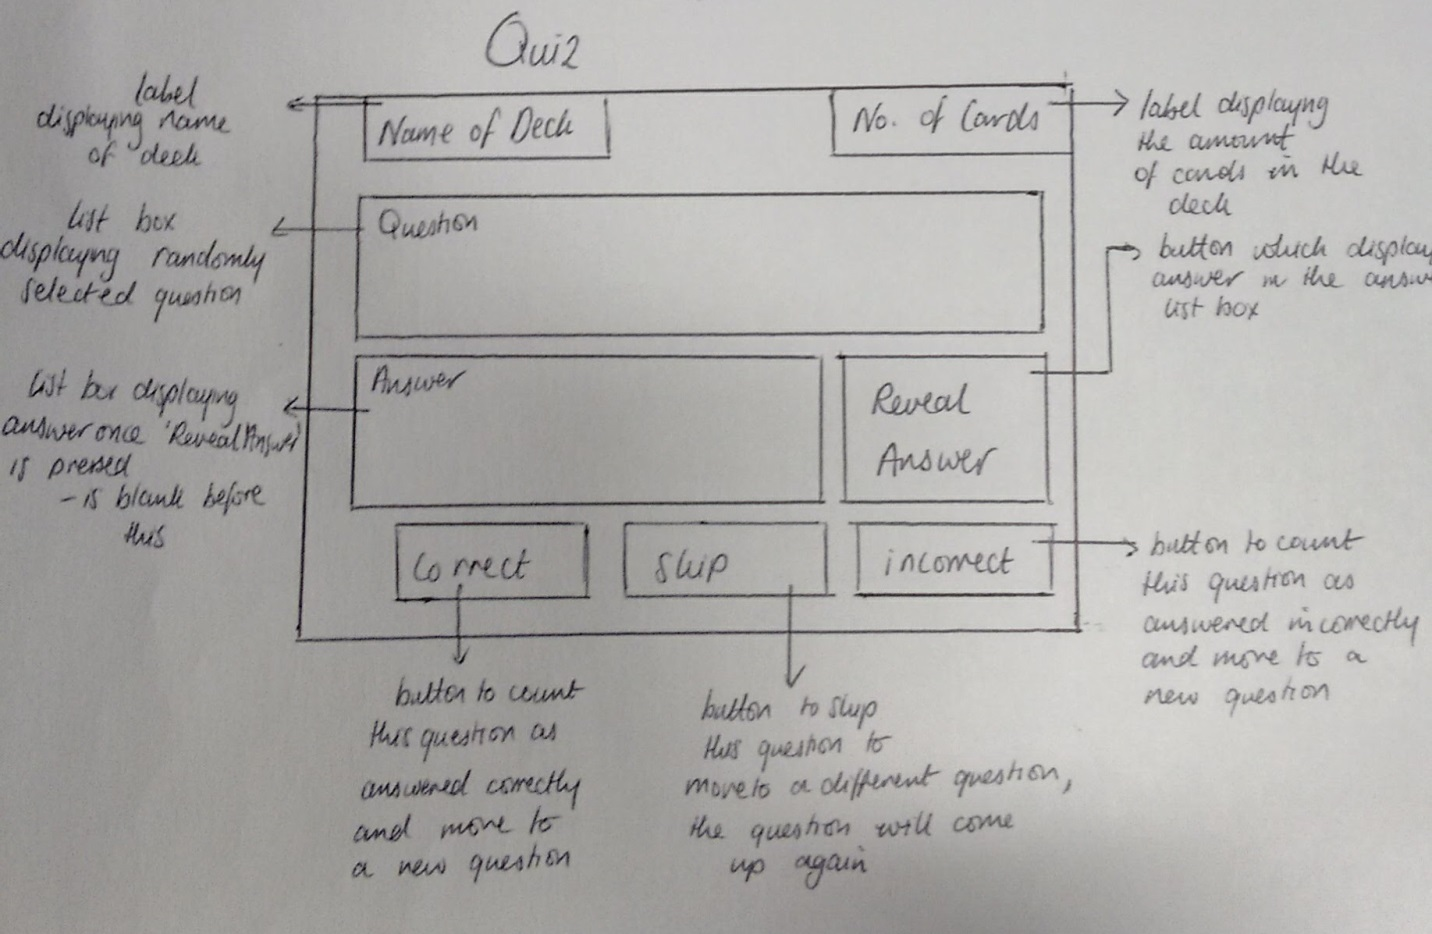 Quiz
label
displaying name
of deck
Name of Deck
No. of Cards
label displaying
the amount
of cards in the
deck
list box
displaying randomly
selected question
Question
button which display
answer in the answ
list box
list box displaying
answer once 'Reveal Answer'
is pressed
- is blank before
this
Answer
Reveal
Answer
Correct
Skip
incorrect
button to count
this question as
answered incorrectly
and move to a
new question
button to count
this question as
answered correctly
and move to
a new question
button to skip
this question to
move to a different question,
the question will come
up again